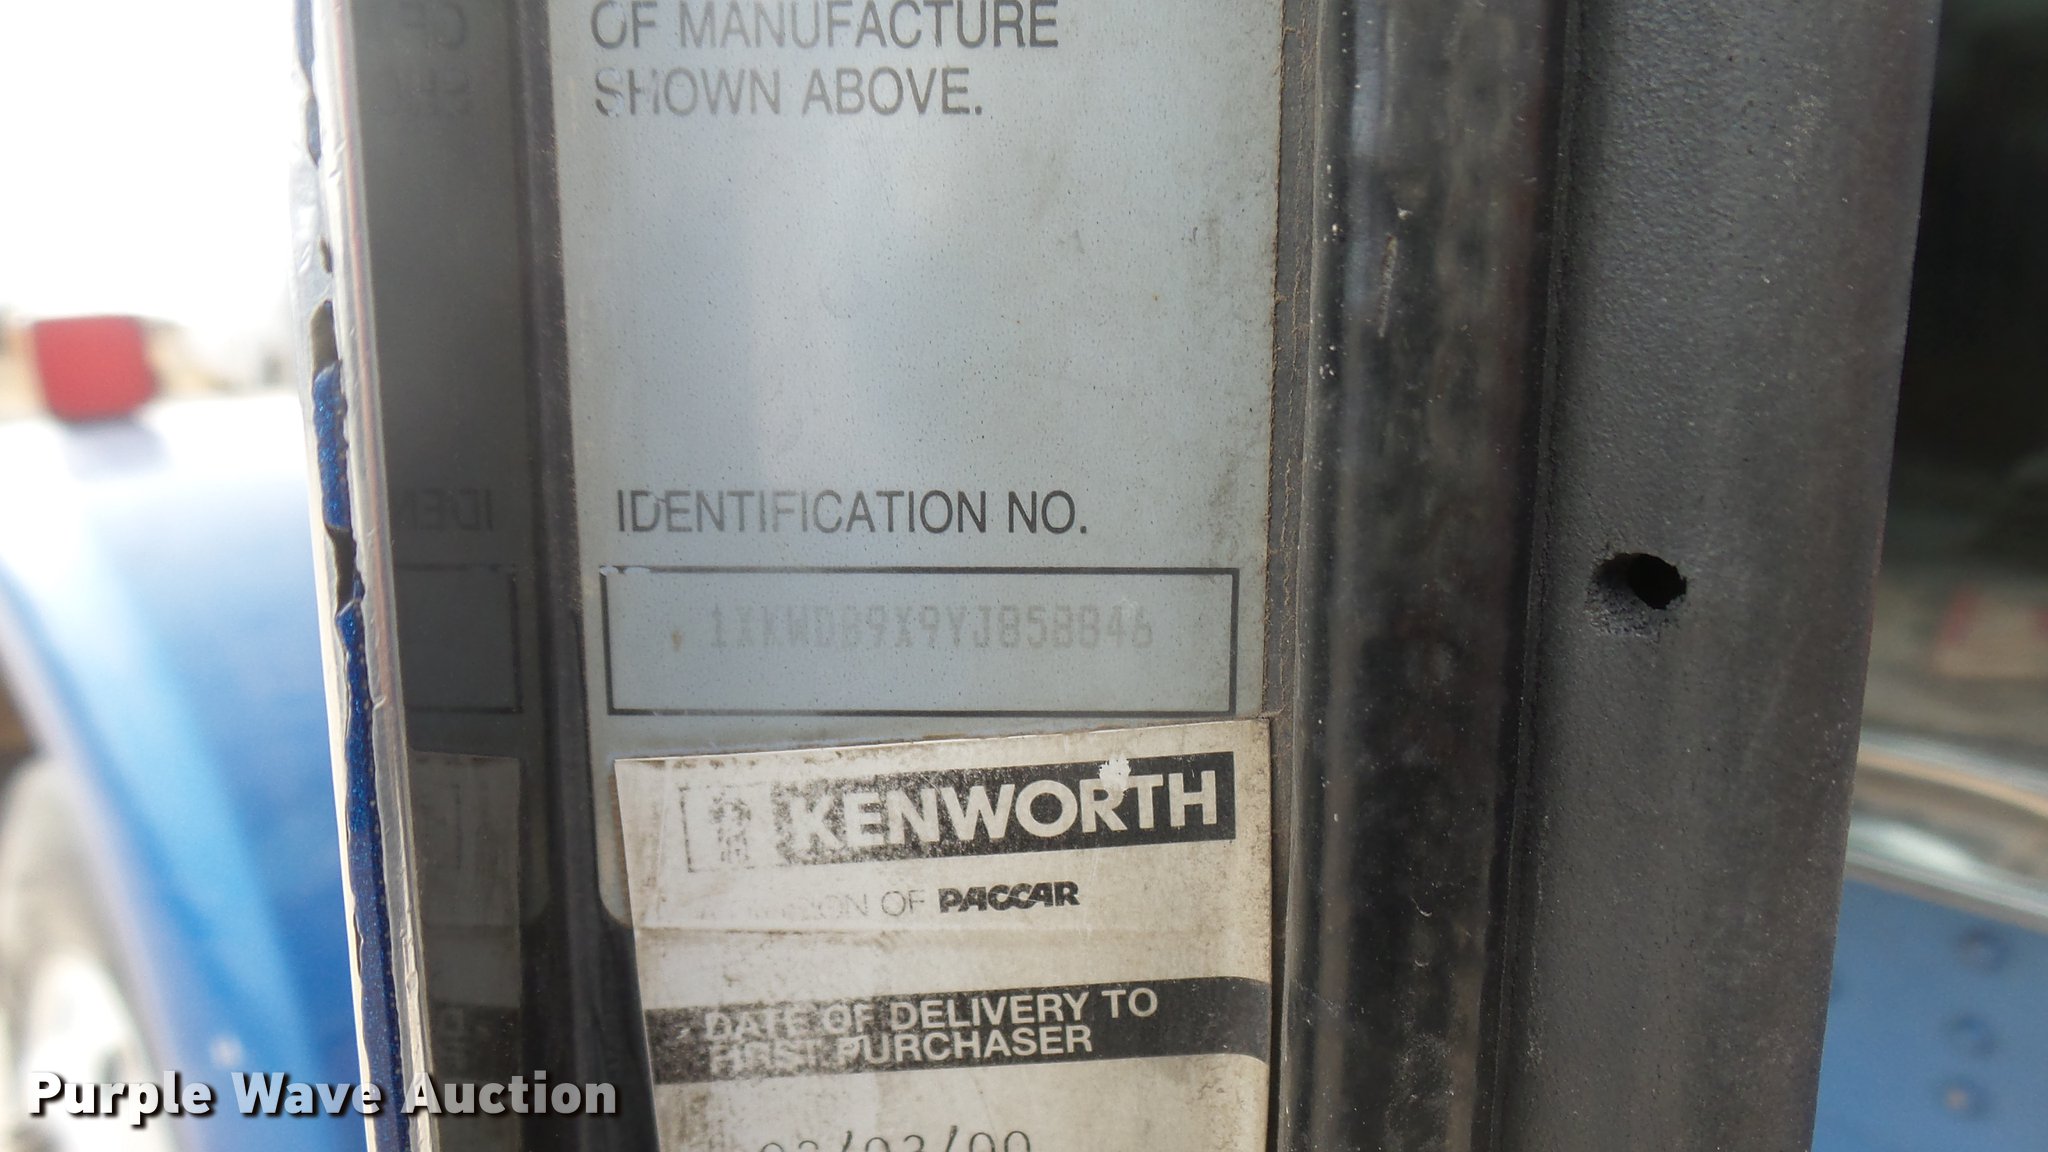 OF MANUFACTURE
SHOWN ABOVE.
IDENTIFICATION NO.
1XKWDB9X9YJ858846
KENWORTH
OF PACCAR
DATE OF DELIVERY TO
FIRST PURCHASER
Purple Wave Auction